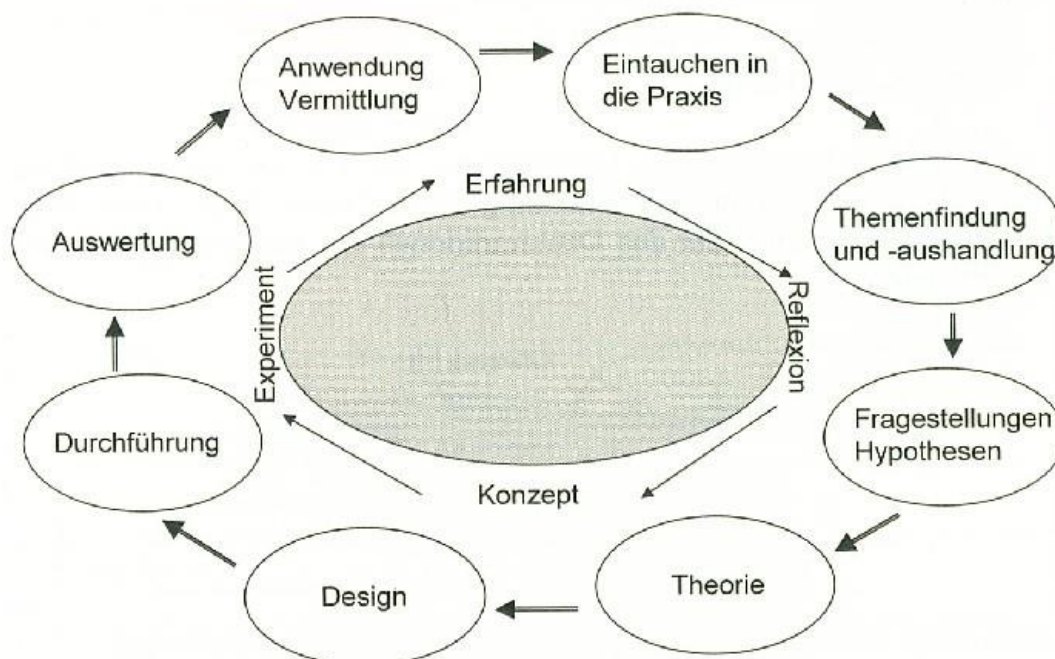 Anwendung
Vermittlung
Eintauchen in
die Praxis
Themenfindung
und -aushandlung
Fragestellungen
Hypothesen
Theorie
Design
Durchführung
Auswertung
Erfahrung
Reflexion
Konzept
Experiment